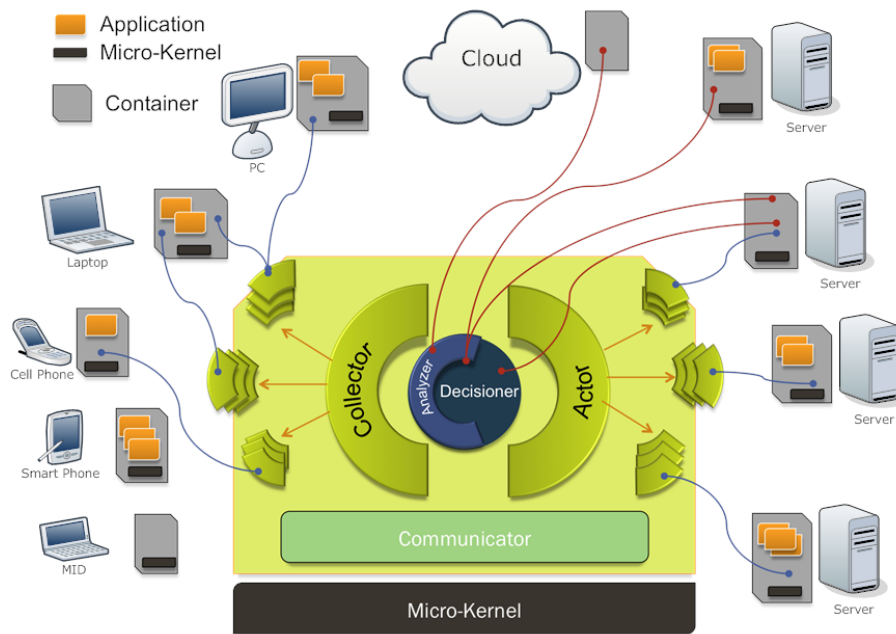 Application
Micro-Kernel
Container
PC
Cloud
Server
Laptop
Server
Cell Phone
Collector
Analyzer
Decisioner
Actor
Server
Smart Phone
MID
Communicator
Server
Micro-Kernel